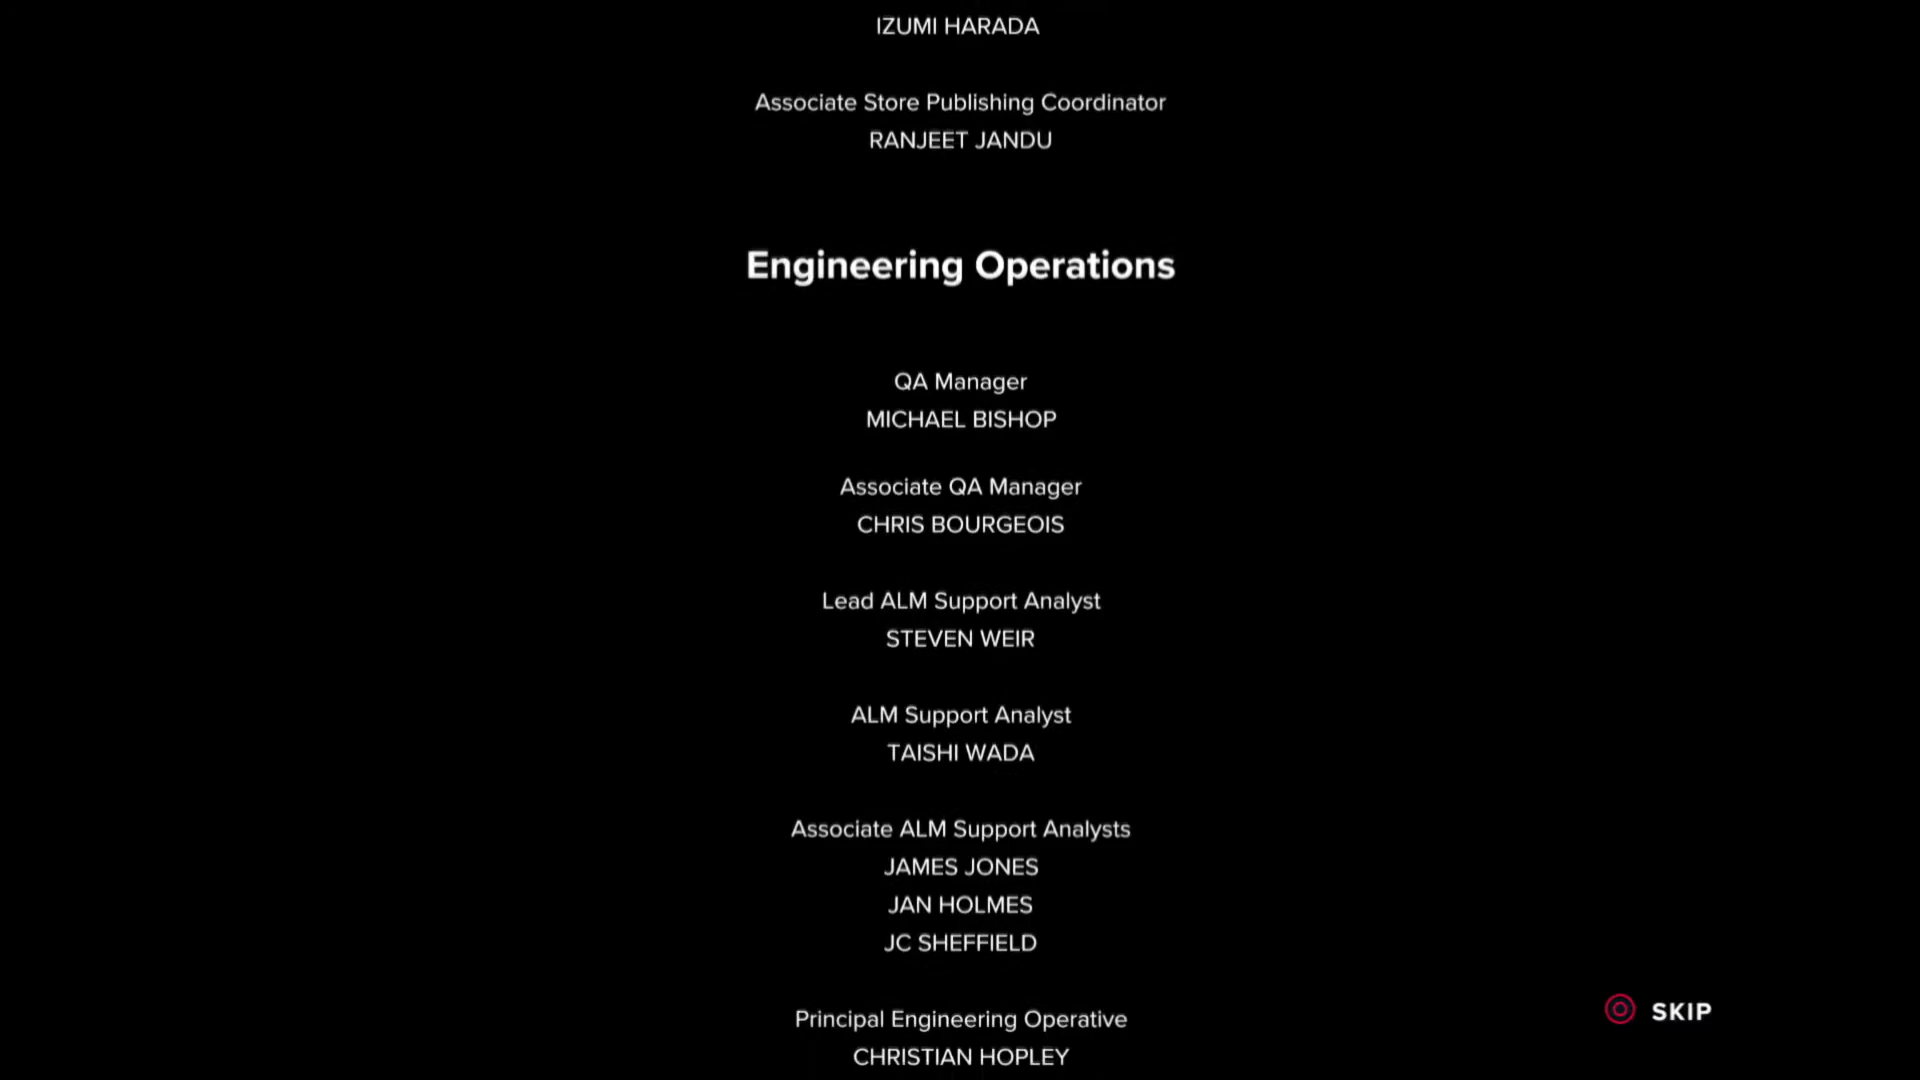 IZUMI HARADA
Associate Store Publishing Coordinator
RANJEET JANDU
Engineering Operations
QA Manager
MICHAEL BISHOP
Associate QA Manager
CHRIS BOURGEOIS
Lead ALM Support Analyst
STEVEN WEIR
ALM Support Analyst
TAISHI WADA
Associate ALM Support Analysts
JAMES JONES
JAN HOLMES
JC SHEFFIELD
Principal Engineering Operative
CHRISTIAN HOPLEY
SKIP